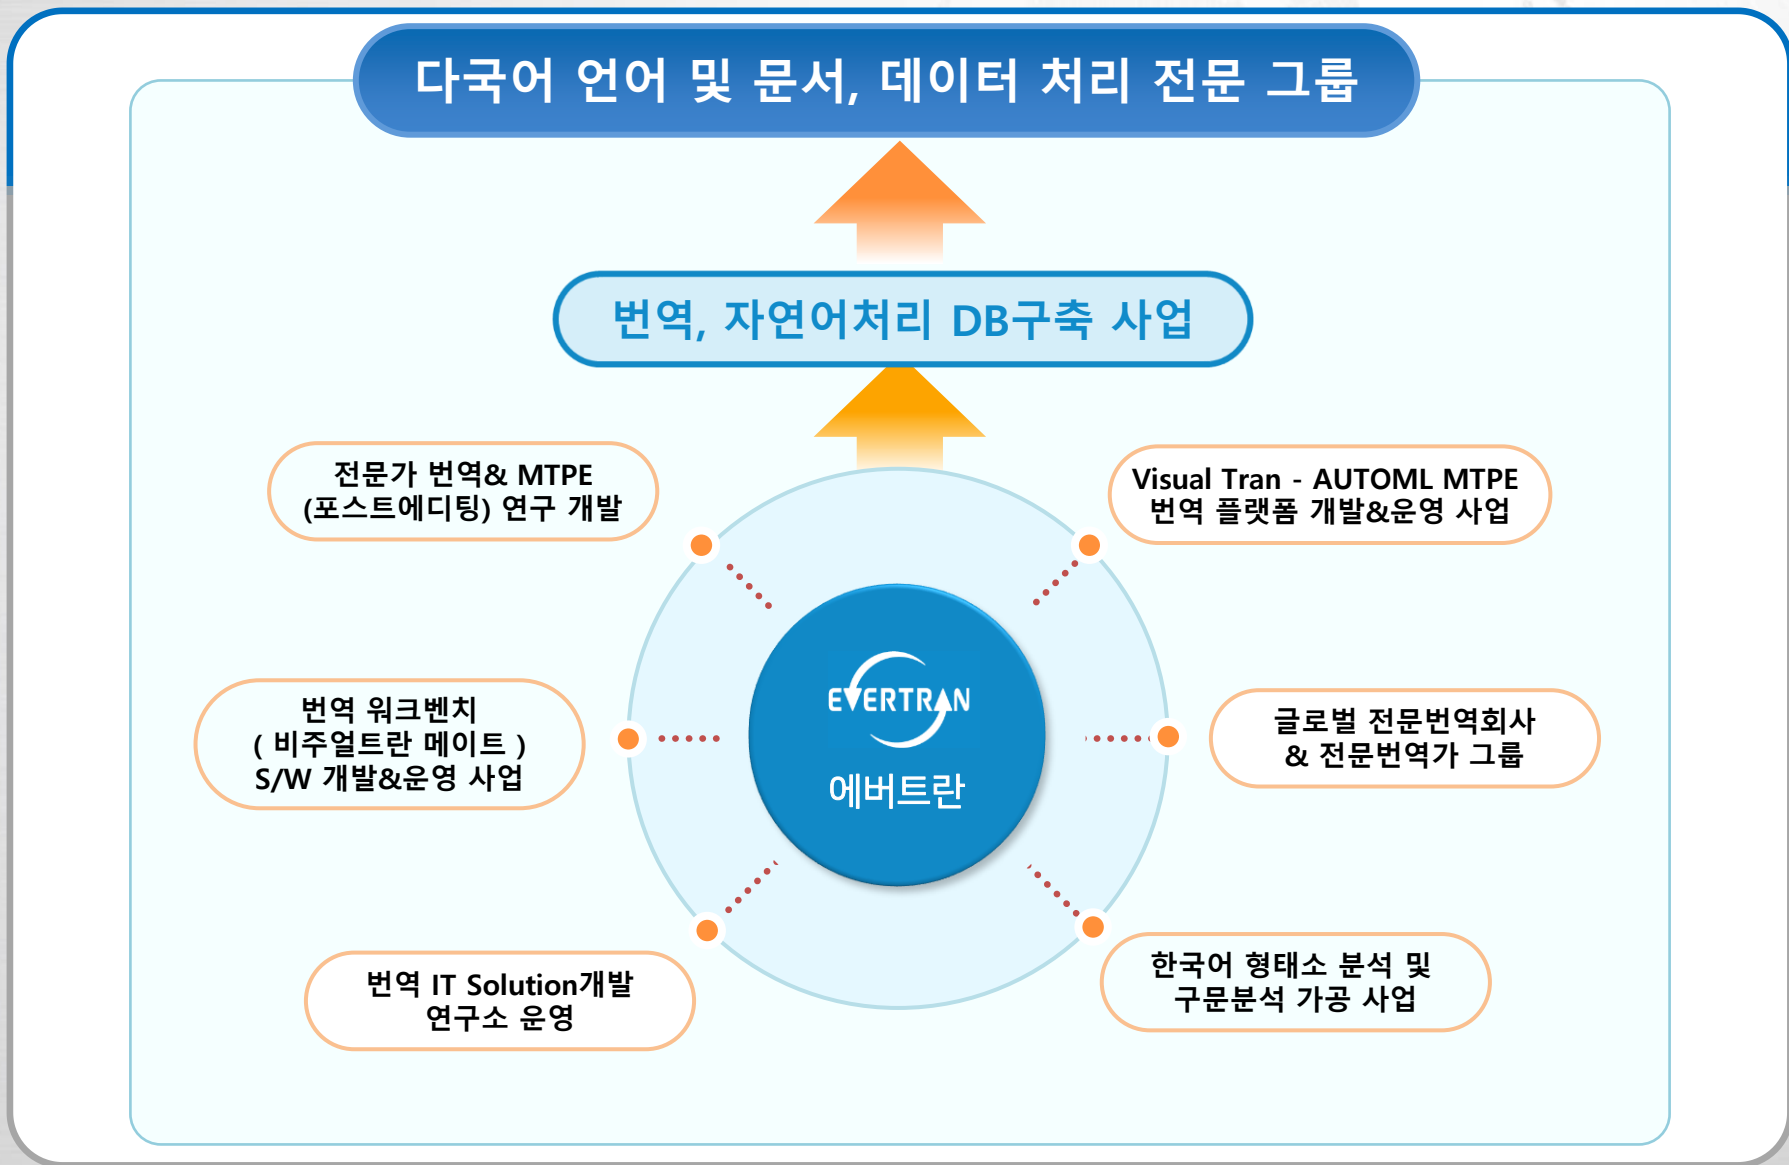 다국어 언어 및 문서, 데이터 처리 전문 그룹
번역, 자연어처리 DB구축 사업
전문가 번역& MTPE
(포스트에디팅) 연구 개발
Visual Tran - AUTOML MTPE
번역 플랫폼 개발&운영 사업
번역 워크벤치
( 비주얼트란 메이트 )
S/W 개발&운영 사업
EVERTRAN
에버트란
글로벌 전문번역회사
& 전문번역가 그룹
번역 IT Solution개발
연구소 운영
한국어 형태소 분석 및
구문분석 가공 사업